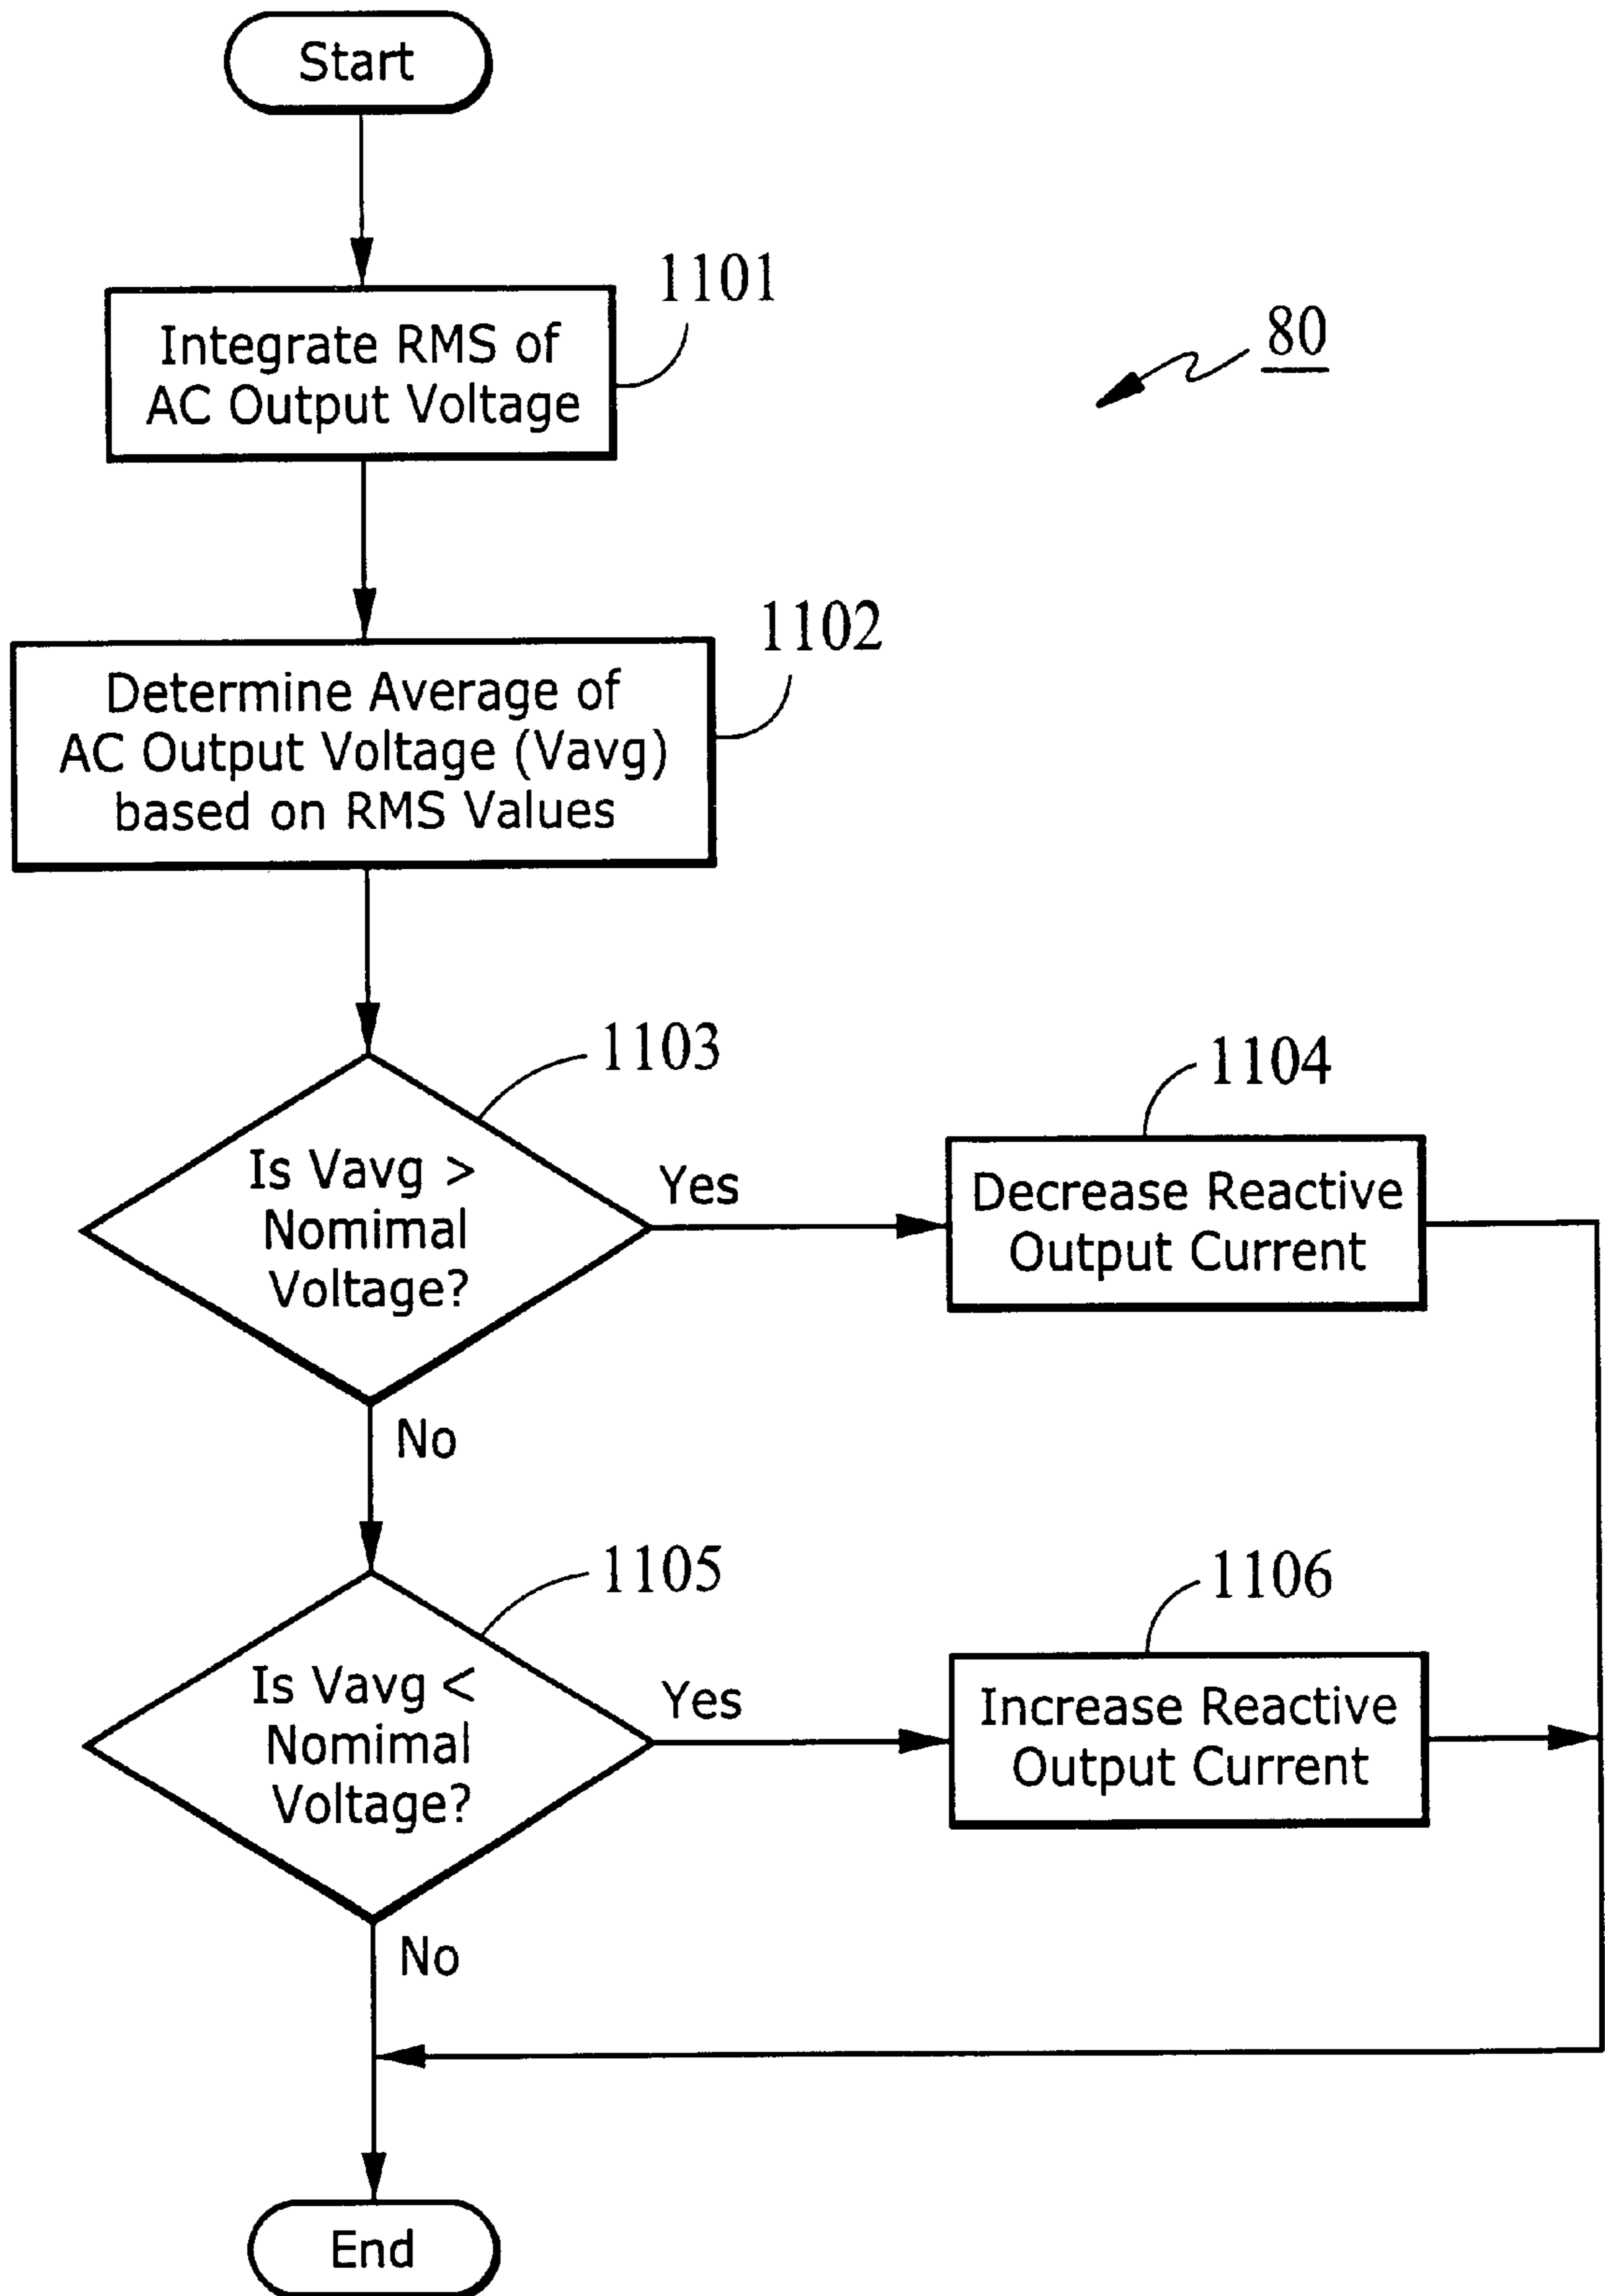 Start
1101
Integrate RMS of
AC Output Voltage
80
1102
Determine Average of
AC Output Voltage (Vavg)
based on RMS Values
1103
Is Vavg >
Nomimal
Voltage?
Yes
1104
Decrease Reactive
Output Current
No
1105
Is Vavg <
Nomimal
Voltage?
Yes
1106
Increase Reactive
Output Current
No
End